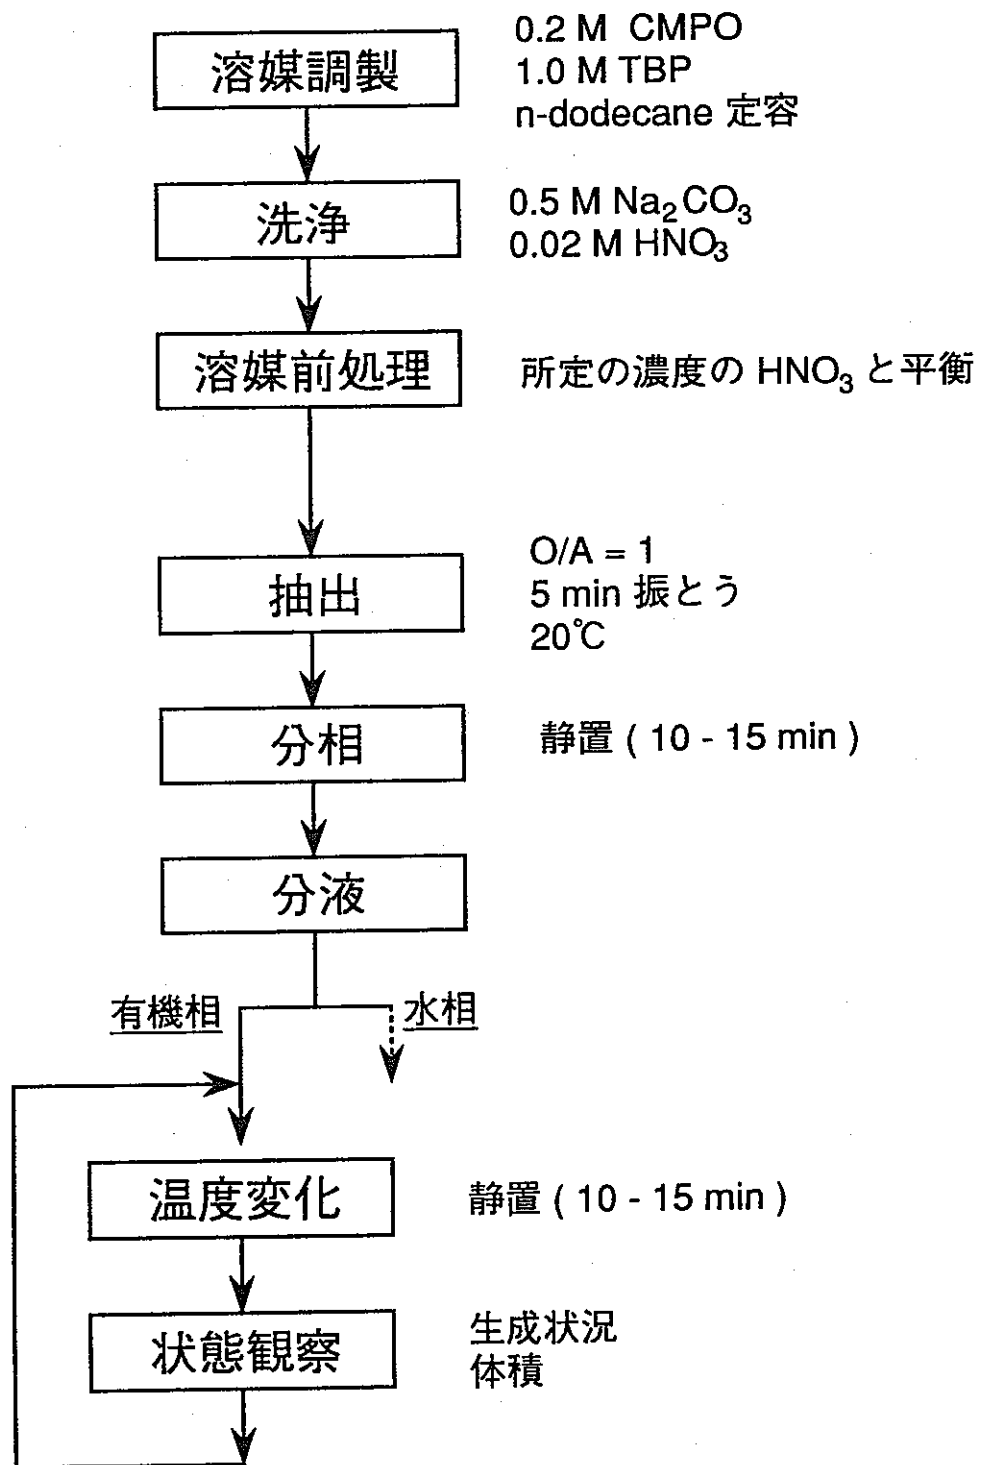 溶媒調製
0.2 M CMPO
1.0 M TBP
n-dodecane 定容
洗浄
0.5 M Na₂CO₃
0.02 M HNO₃
溶媒前処理
所定の濃度の HNO₃ と平衡
抽出
O/A = 1
5 min 振とう
20℃
分相
静置 ( 10 - 15 min )
分液
有機相
水相
温度変化
静置 ( 10 - 15 min )
状態観察
生成状況
体積